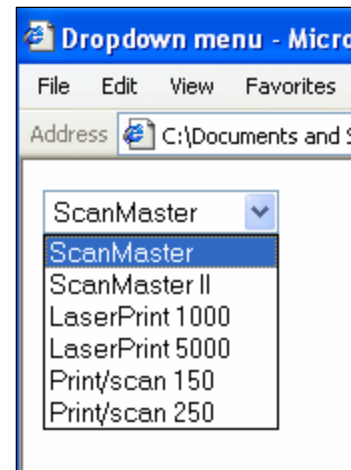 Dropdown menu - Micro
File Edit View Favorites
Address C:\Documents and S
ScanMaster
ScanMaster
ScanMaster II
LaserPrint 1000
LaserPrint 5000
Print/scan 150
Print/scan 250